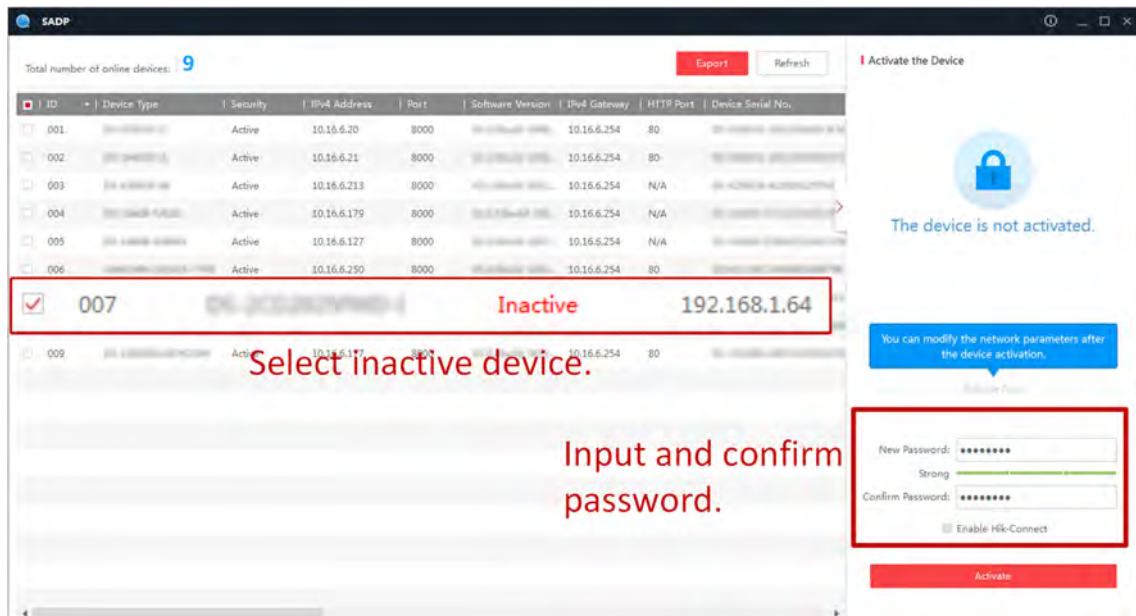 SADP
Total number of online devices: 9
Export
Refresh
ID Device Type Security IPv4 Address Port Software Version IPv4 Gateway HTTP Port Device Serial No.
001 Active 10.16.6.20 8000 10.16.6.254 80
002 Active 10.16.6.21 8000 10.16.6.254 80
003 Active 10.16.6.213 8000 10.16.6.254 N/A
004 Active 10.16.6.179 8000 10.16.6.254 N/A
005 Active 10.16.6.127 8000 10.16.6.254 N/A
006 Active 10.16.6.250 8000 10.16.6.254 80
007 Inactive 192.168.1.64
009 10.16.6.254 80
Select inactive device.
Input and confirm
password.
Activate the Device
The device is not activated.
You can modify the network parameters after
the device activation.
New Password: ●●●●●●●●
Strong
Confirm Password: ●●●●●●●●
Enable Hik-Connect
Activate